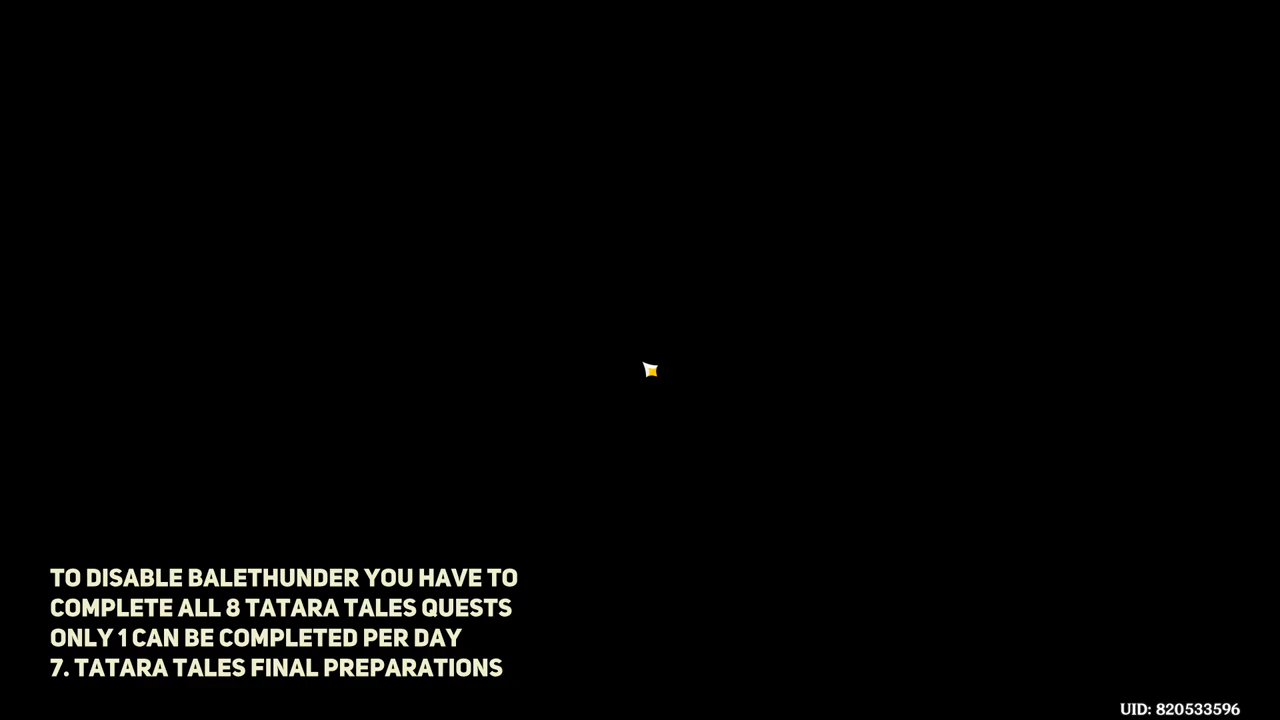 TO DISABLE BALETHUNDER YOU HAVE TO
COMPLETE ALL 8 TATARA TALES QUESTS
ONLY 1 CAN BE COMPLETED PER DAY
7. TATARA TALES FINAL PREPARATIONS
UID: 820533596